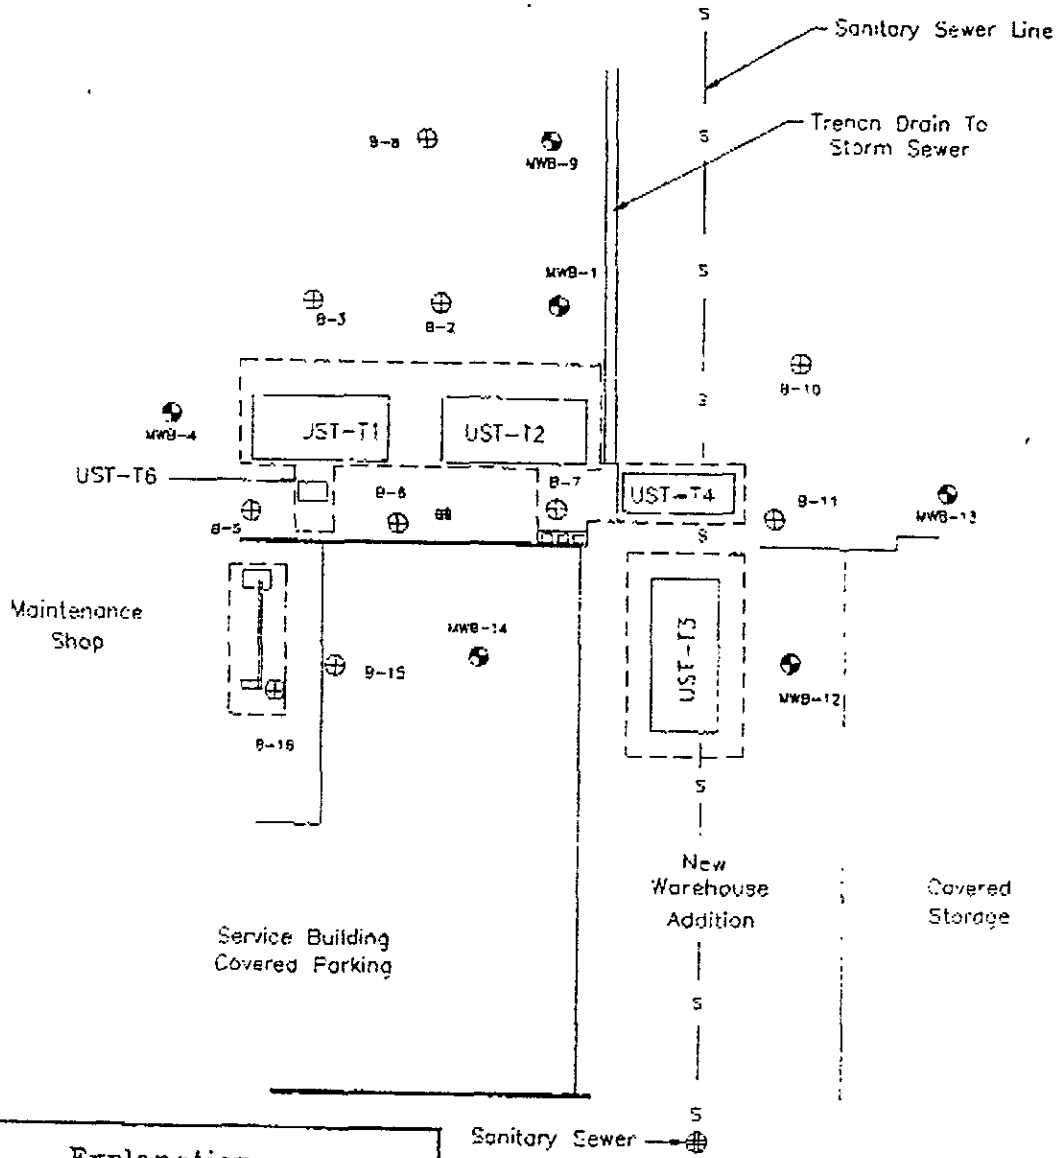 S
Sanitary Sewer Line
Trench Drain To
Storm Sewer
S
B-8
MWB-9
MWB-1
S
B-3
B-2
B-10
S
MWB-4
UST-T1
UST-T2
UST-T6
B-6
B-7
UST-T4
B-11
B-5
MWB-13
S
Maintenance
Shop
MWB-14
UST-T3
B-15
MWB-12
B-16
S
New
Warehouse
Addition
Covered
Storage
Service Building
Covered Parking
S
S
Sanitary Sewer
Explanation